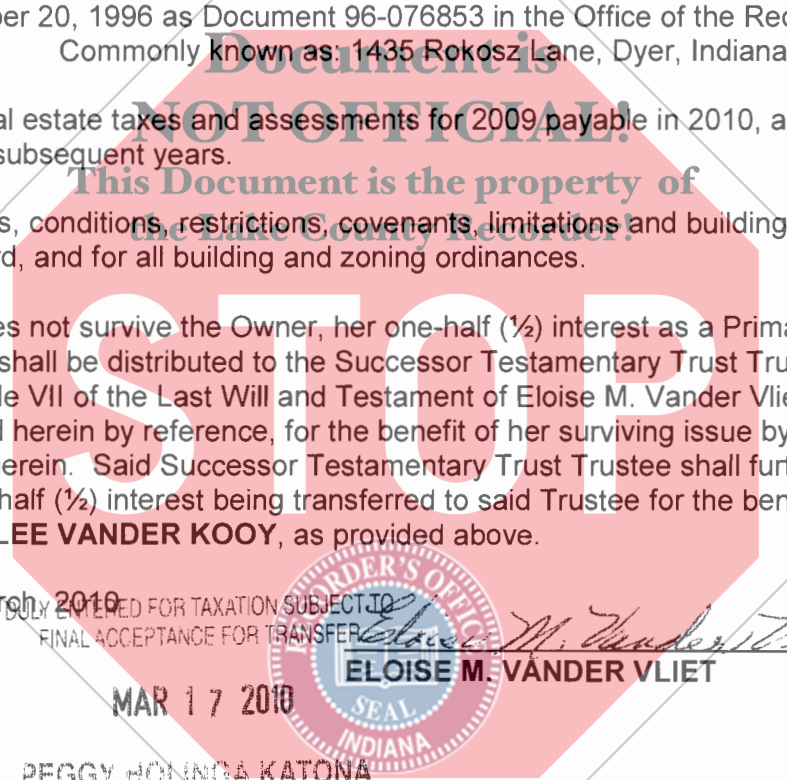 ber 20, 1996 as Document 96-076853 in the Office of the Rec
Commonly known as: 1435 Rokosz Lane, Dyer, Indiana
Document is
al estate taxes and assessments for 2009 payable in 2010, a
NOT OFFICIAL!
subsequent years.
This Document is the property of
s, conditions, restrictions, covenants, limitations and building
the Lake County Recorder!
rd, and for all building and zoning ordinances.
STOP
es not survive the Owner, her one-half (½) interest as a Prima
shall be distributed to the Successor Testamentary Trust Tru
le VII of the Last Will and Testament of Eloise M. Vander Vlie
d herein by reference, for the benefit of her surviving issue by
erein. Said Successor Testamentary Trust Trustee shall furt
half (½) interest being transferred to said Trustee for the ben
LEE VANDER KOOY, as provided above.
rch, 2010
DULY ENTERED FOR TAXATION SUBJECT TO
FINAL ACCEPTANCE FOR TRANSFER
Eloise M. Vander V
ELOISE M. VANDER VLIET
MAR 17 2010
RECORDER'S OFFICE
SEAL
INDIANA
PEGGY HOLINGA KATONA